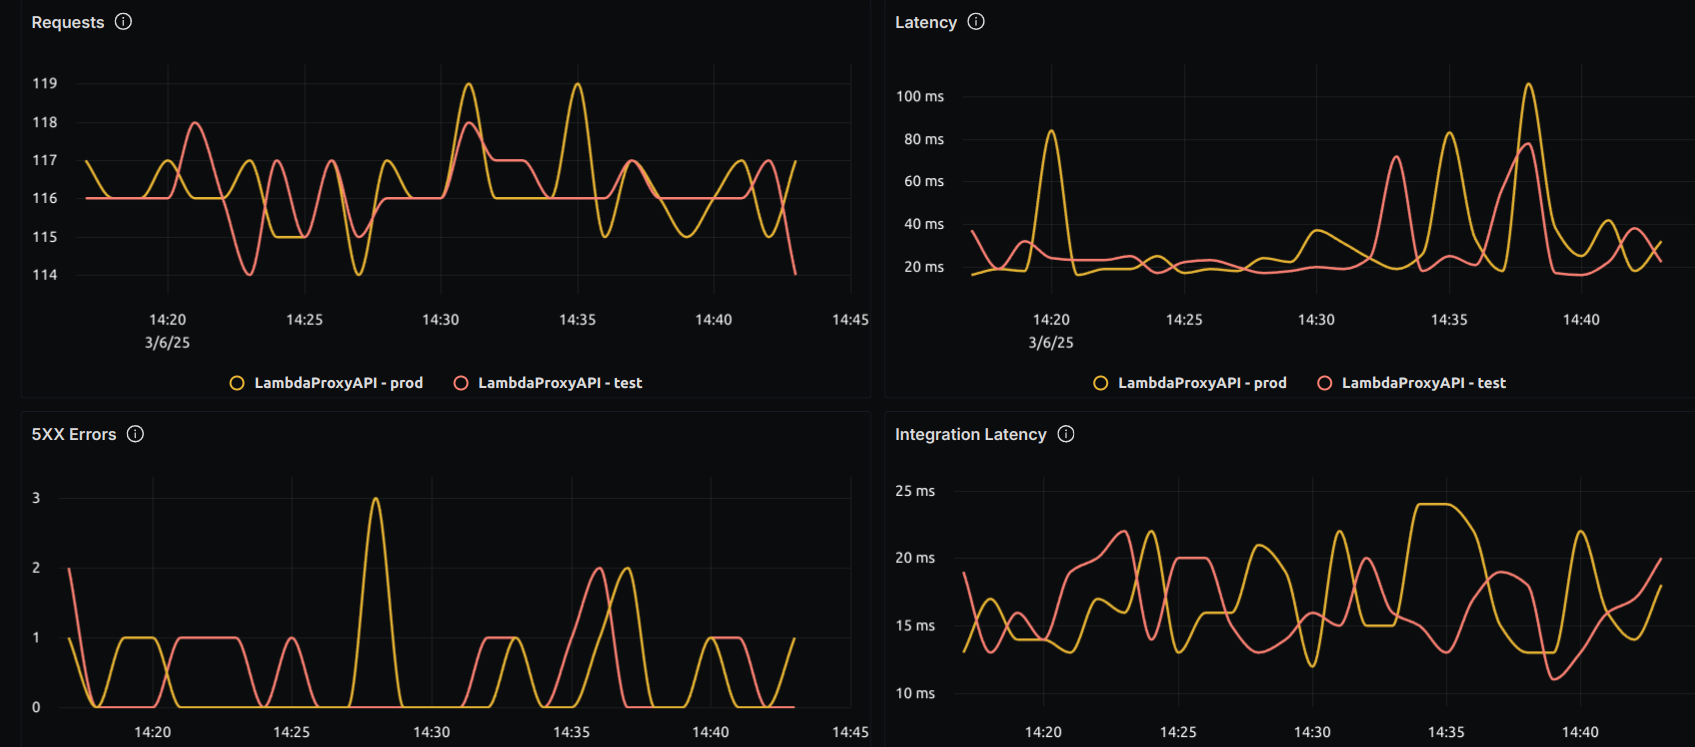 Requests
119
118
117
116
115
114
14:20
14:25
14:30
14:35
14:40
14:45
3/6/25
LambdaProxyAPI - prod
LambdaProxyAPI - test
Latency
100 ms
80 ms
60 ms
40 ms
20 ms
14:20
14:25
14:30
14:35
14:40
3/6/25
LambdaProxyAPI - prod
LambdaProxyAPI - test
5XX Errors
3
2
1
0
14:20
14:25
14:30
14:35
14:40
14:45
Integration Latency
25 ms
20 ms
15 ms
10 ms
14:20
14:25
14:30
14:35
14:40